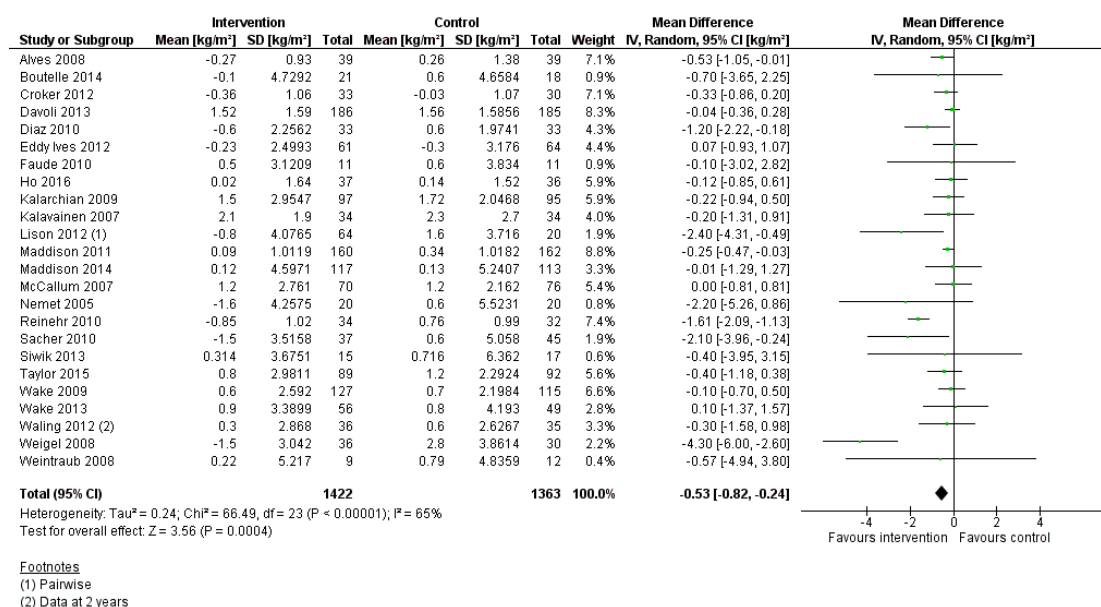 Intervention Control Mean Difference Mean Difference
Study or Subgroup Mean [kg/m²] SD [kg/m²] Total Mean [kg/m²] SD [kg/m²] Total Weight IV, Random, 95% CI [kg/m²] IV, Random, 95% CI [kg/m²]
Alves 2008 -0.27 0.93 39 0.26 1.38 39 7.1% -0.53 [-1.05, -0.01]
Boutelle 2014 -0.1 4.7292 21 0.6 4.6584 18 0.9% -0.70 [-3.65, 2.25]
Croker 2012 -0.36 1.06 33 -0.03 1.07 30 7.0% -0.33 [-0.86, 0.20]
Davoli 2013 1.52 1.59 186 1.56 1.5856 185 8.3% -0.04 [-0.36, 0.28]
Diaz 2010 -0.6 2.2562 33 0.6 1.9741 33 4.3% -1.20 [-2.22, -0.18]
Eddy Ives 2012 -0.23 2.4993 61 -0.3 3.176 64 4.4% 0.07 [-0.93, 1.07]
Faude 2010 0.5 3.1209 11 0.6 3.834 11 0.9% -0.10 [-3.02, 2.82]
Ho 2016 0.02 1.64 37 0.14 1.52 36 5.9% -0.12 [-0.85, 0.61]
Kalarchian 2009 1.5 2.9547 97 1.72 2.0468 95 5.9% -0.22 [-0.94, 0.50]
Kalavainen 2007 2.1 1.9 34 2.3 2.7 34 4.0% -0.20 [-1.31, 0.91]
Lison 2012 (1) -0.8 4.0765 64 1.6 3.716 20 1.9% -2.40 [-4.31, -0.49]
Maddison 2011 0.09 1.0119 160 0.34 1.0182 162 8.8% -0.25 [-0.47, -0.03]
Maddison 2014 0.12 4.5971 117 0.13 5.2407 113 3.3% -0.01 [-1.29, 1.27]
McCallum 2007 1.2 2.761 70 1.2 2.162 76 5.4% 0.00 [-0.81, 0.81]
Nemet 2005 -1.6 4.2575 20 0.6 5.5231 20 0.9% -2.20 [-5.26, 0.86]
Reinehr 2010 -0.85 1.02 34 0.76 0.99 32 7.4% -1.61 [-2.09, -1.13]
Sacher 2010 -1.5 3.5158 37 0.6 5.058 45 2.0% -2.10 [-3.96, -0.24]
Siwik 2013 0.314 3.6751 15 0.716 6.362 17 0.6% -0.40 [-3.95, 3.15]
Taylor 2015 0.8 2.9811 89 1.2 2.2924 92 5.6% -0.40 [-1.18, 0.38]
Wake 2009 0.6 2.592 127 0.7 2.1984 115 6.6% -0.10 [-0.70, 0.50]
Wake 2013 0.9 3.3899 56 0.8 4.193 49 2.8% 0.10 [-1.37, 1.57]
Waling 2012 (2) 0.3 2.868 36 0.6 2.6267 35 3.4% -0.30 [-1.58, 0.98]
Weigel 2008 -1.5 3.042 36 2.8 3.8614 30 2.2% -4.30 [-6.00, -2.60]
Weintraub 2008 0.22 5.217 9 0.79 4.8359 12 0.4% -0.57 [-4.94, 3.80]
Total (95% CI) 1422 1363 100.0% -0.53 [-0.82, -0.24]
Heterogeneity: Tau² = 0.24; Chi² = 66.49, df = 23 (P < 0.00001); I² = 65%
Test for overall effect: Z = 3.56 (P = 0.0004)
-4 -2 0 2 4
Favours intervention Favours control
Footnotes
(1) Pairwise
(2) Data at 2 years